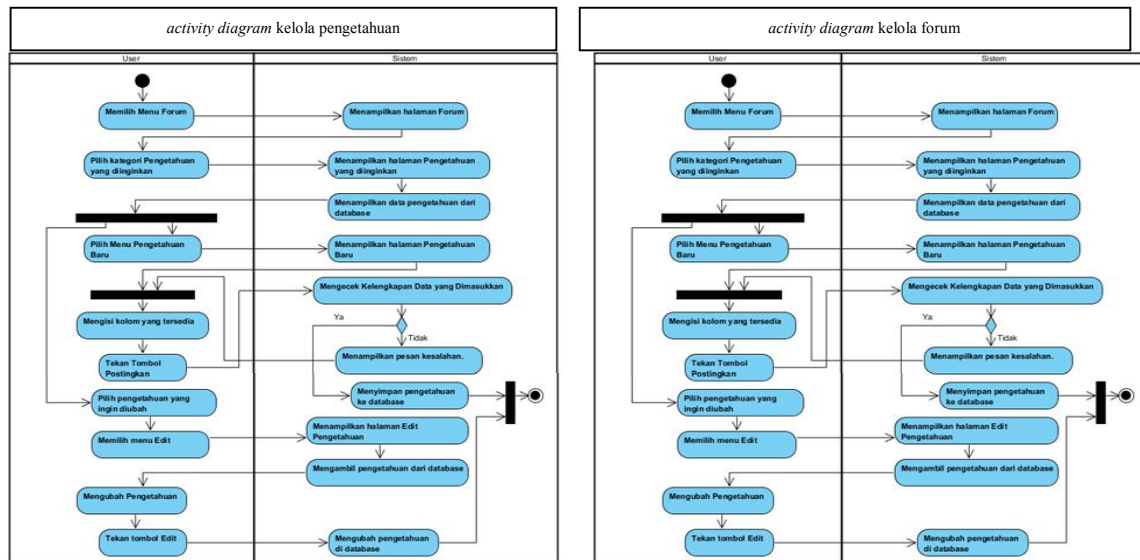 activity diagram kelola pengetahuan
User
Sistem
Memilih Menu Forum
Menampilkan halaman Forum
Pilih kategori Pengetahuan
yang diinginkan
Menampilkan halaman Pengetahuan
yang diinginkan
Menampilkan data pengetahuan dari
database
Pilih Menu Pengetahuan
Baru
Menampilkan halaman Pengetahuan
Baru
Mengecek Kelengkapan Data yang Dimasukkan
Mengisi kolom yang tersedia
Ya
Tidak
Tekan Tombol
Postingkan
Menampilkan pesan kesalahan.
Pilih pengetahuan yang
ingin diubah
Menyimpan pengetahuan
ke database
Memilih menu Edit
Menampilkan halaman Edit
Pengetahuan
Mengambil pengetahuan dari database
Mengubah Pengetahuan
Tekan tombol Edit
Mengubah pengetahuan
di database
activity diagram kelola forum
User
Sistem
Memilih Menu Forum
Menampilkan halaman Forum
Pilih kategori Pengetahuan
yang diinginkan
Menampilkan halaman Pengetahuan
yang diinginkan
Menampilkan data pengetahuan dari
database
Pilih Menu Pengetahuan
Baru
Menampilkan halaman Pengetahuan
Baru
Mengecek Kelengkapan Data yang Dimasukkan
Mengisi kolom yang tersedia
Ya
Tidak
Tekan Tombol
Postingkan
Menampilkan pesan kesalahan.
Pilih pengetahuan yang
ingin diubah
Menyimpan pengetahuan
ke database
Memilih menu Edit
Menampilkan halaman Edit
Pengetahuan
Mengambil pengetahuan dari database
Mengubah Pengetahuan
Tekan tombol Edit
Mengubah pengetahuan
di database